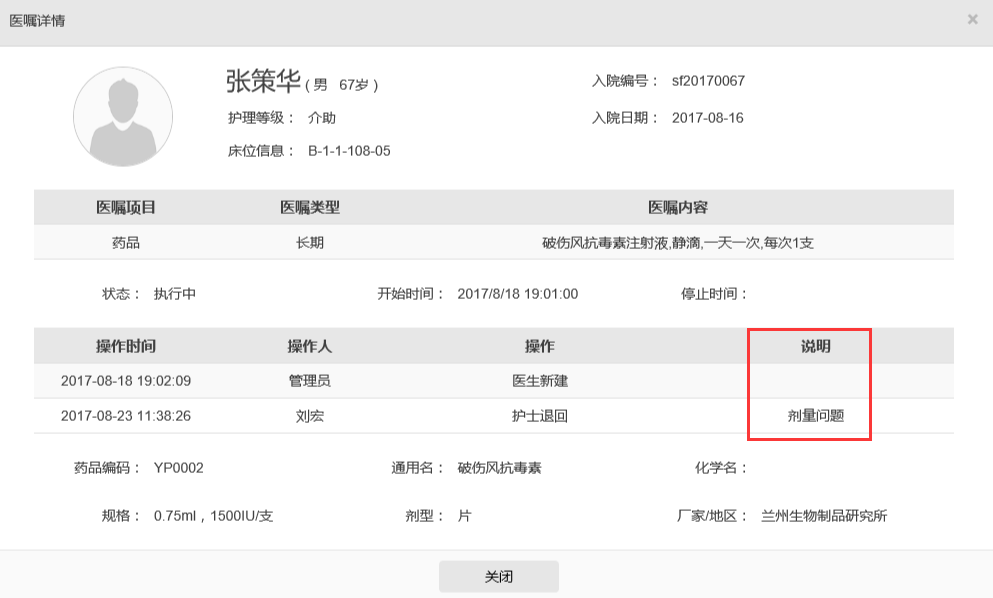 医嘱详情
×
张策华 ( 男 67岁 )
入院编号： sf20170067
护理等级： 介助
入院日期： 2017-08-16
床位信息： B-1-1-108-05
医嘱项目 医嘱类型 医嘱内容
药品 长期 破伤风抗毒素注射液,静滴,一天一次,每次1支
状态： 执行中 开始时间： 2017/8/18 19:01:00 停止时间：
操作时间 操作人 操作 说明
2017-08-18 19:02:09 管理员 医生新建
2017-08-23 11:38:26 刘宏 护士退回 剂量问题
药品编码： YP0002 通用名： 破伤风抗毒素 化学名：
规格： 0.75ml，1500IU/支 剂型： 片 厂家/地区： 兰州生物制品研究所
关闭